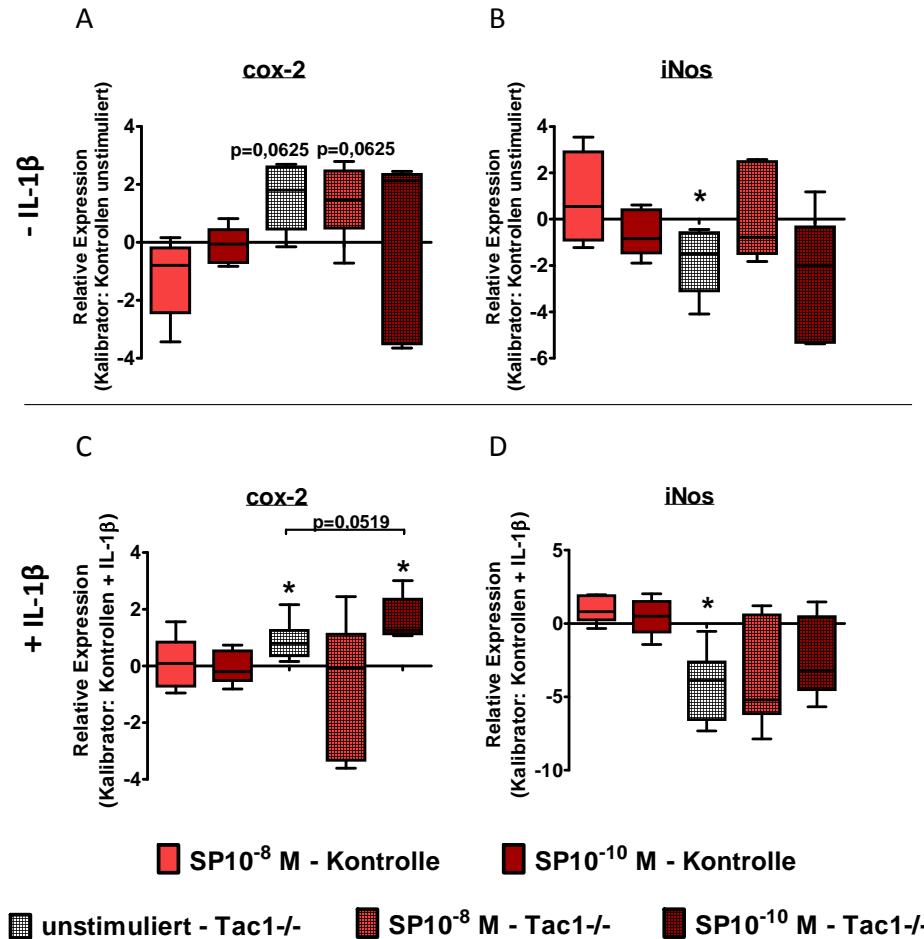 A
B
cox-2
iNos
- IL-1β
Relative Expression
(Kalibrator: Kontrollen unstimuliert)
4
2
0
-2
-4
p=0,0625 p=0,0625
Relative Expression
(Kalibrator: Kontrollen unstimuliert)
4
2
0
-2
-4
-6
*
C
D
cox-2
iNos
+ IL-1β
Relative Expression
(Kalibrator: Kontrollen + IL-1β)
4
2
0
-2
-4
p=0,0519
*
*
Relative Expression
(Kalibrator: Kontrollen + IL-1β)
5
0
-5
-10
*
SP10⁻⁸ M - Kontrolle
SP10⁻¹⁰ M - Kontrolle
unstimuliert - Tac1-/-
SP10⁻⁸ M - Tac1-/-
SP10⁻¹⁰ M - Tac1-/